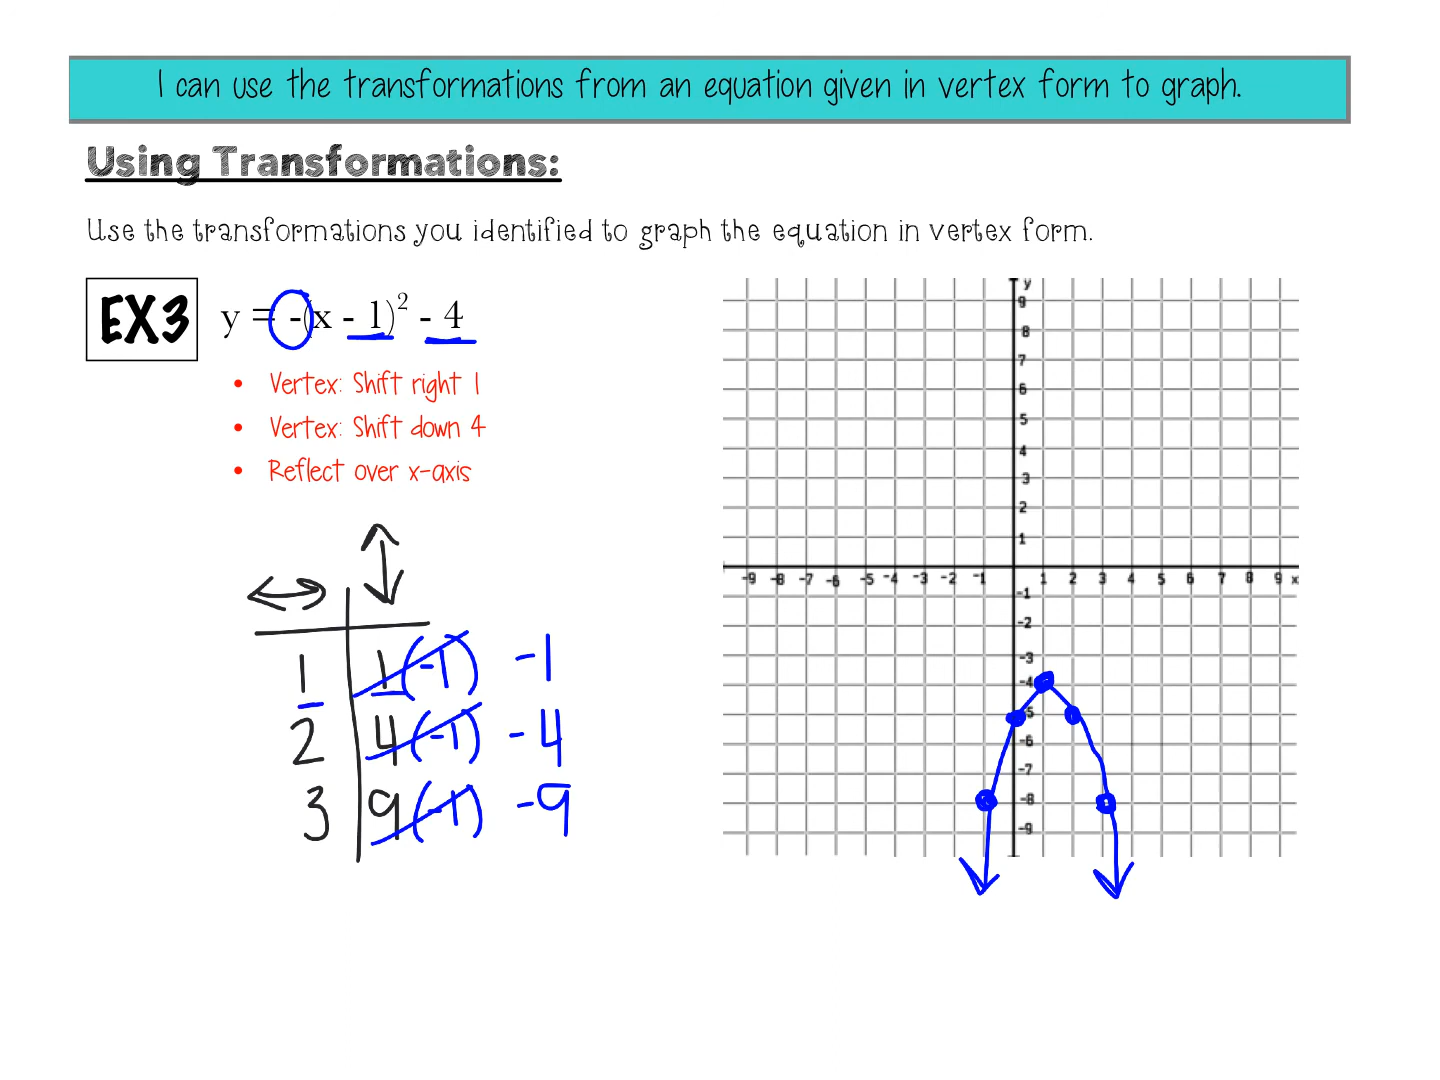 I can use the transformations from an equation given in vertex form to graph.
Using Transformations:
Use the transformations you identified to graph the equation in vertex form.
EX3 y = -(x - 1)² - 4
• Vertex: Shift right 1
• Vertex: Shift down 4
• Reflect over x-axis
1 1(-1) -1
2 4(-1) -4
3 9(-1) -9
y
9
8
7
6
5
4
3
2
1
-9 -8 -7 -6 -5 -4 -3 -2 -1 1 2 3 4 5 6 7 8 9 x
-1
-2
-3
-4
-5
-6
-7
-8
-9